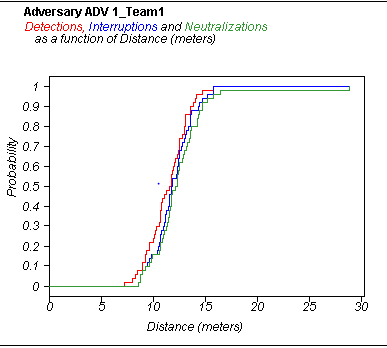 Adversary ADV 1_Team1
Detections, Interruptions and Neutralizations
as a function of Distance (meters)
Probability
1
0.9
0.8
0.7
0.6
0.5
0.4
0.3
0.2
0.1
0
0 5 10 15 20 25 30
Distance (meters)